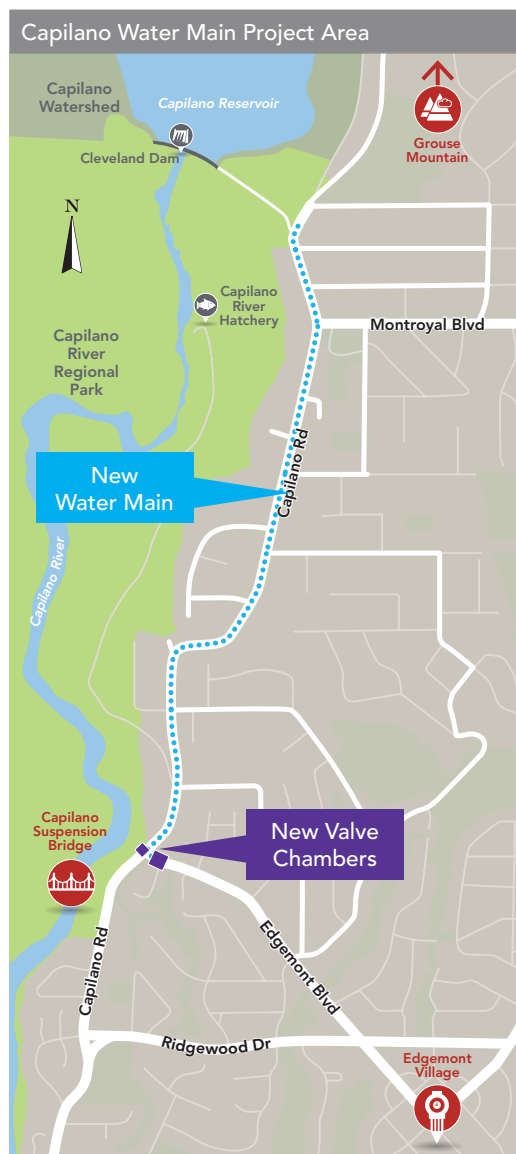 Capilano Water Main Project Area
Capilano
Watershed
Capilano Reservoir
Grouse
Mountain
Cleveland Dam
N
Capilano
River
Hatchery
Montroyal Blvd
Capilano
River
Regional
Park
Capilano Rd
New
Water Main
Capilano River
Capilano
Suspension
Bridge
New Valve
Chambers
Capilano Rd
Edgemont Blvd
Ridgewood Dr
Edgemont
Village